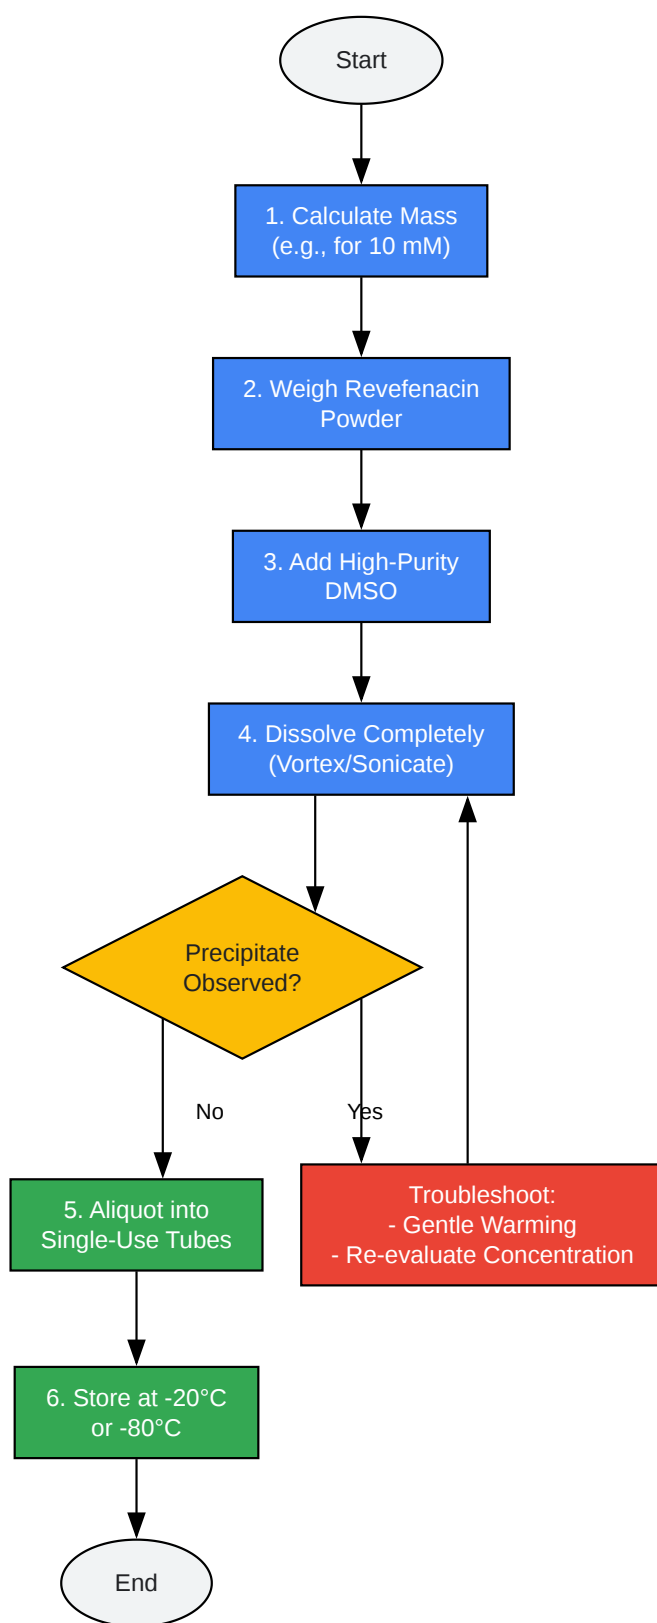 Start
1. Calculate Mass
(e.g., for 10 mM)
2. Weigh Revefenacin
Powder
3. Add High-Purity
DMSO
4. Dissolve Completely
(Vortex/Sonicate)
Precipitate
Observed?
No
Yes
5. Aliquot into
Single-Use Tubes
Troubleshoot:
- Gentle Warming
- Re-evaluate Concentration
6. Store at -20°C
or -80°C
End